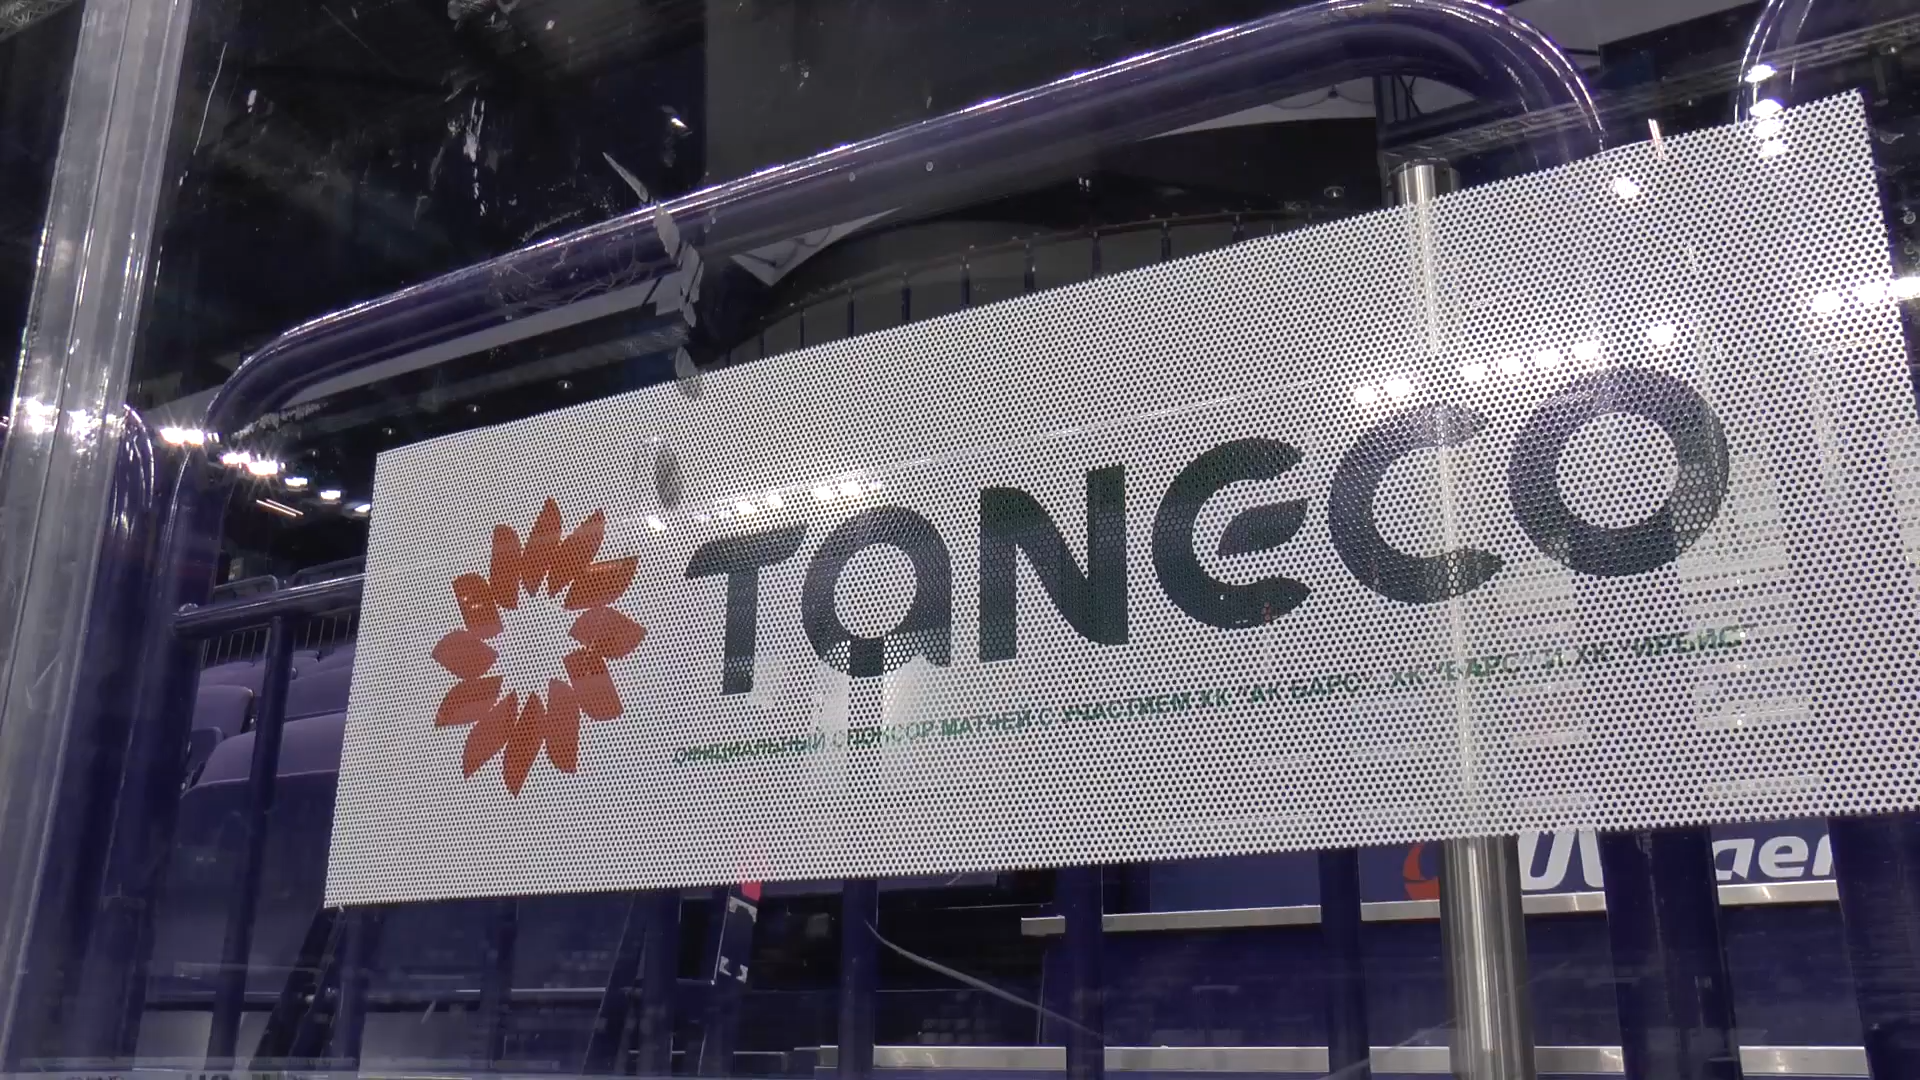 TANECO
ОФИЦИАЛЬНЫЙ СПОНСОР МАТЧЕЙ С УЧАСТИЕМ ХК "АК БАРС", ХК "БАРС" И ХК "ИРБИС"